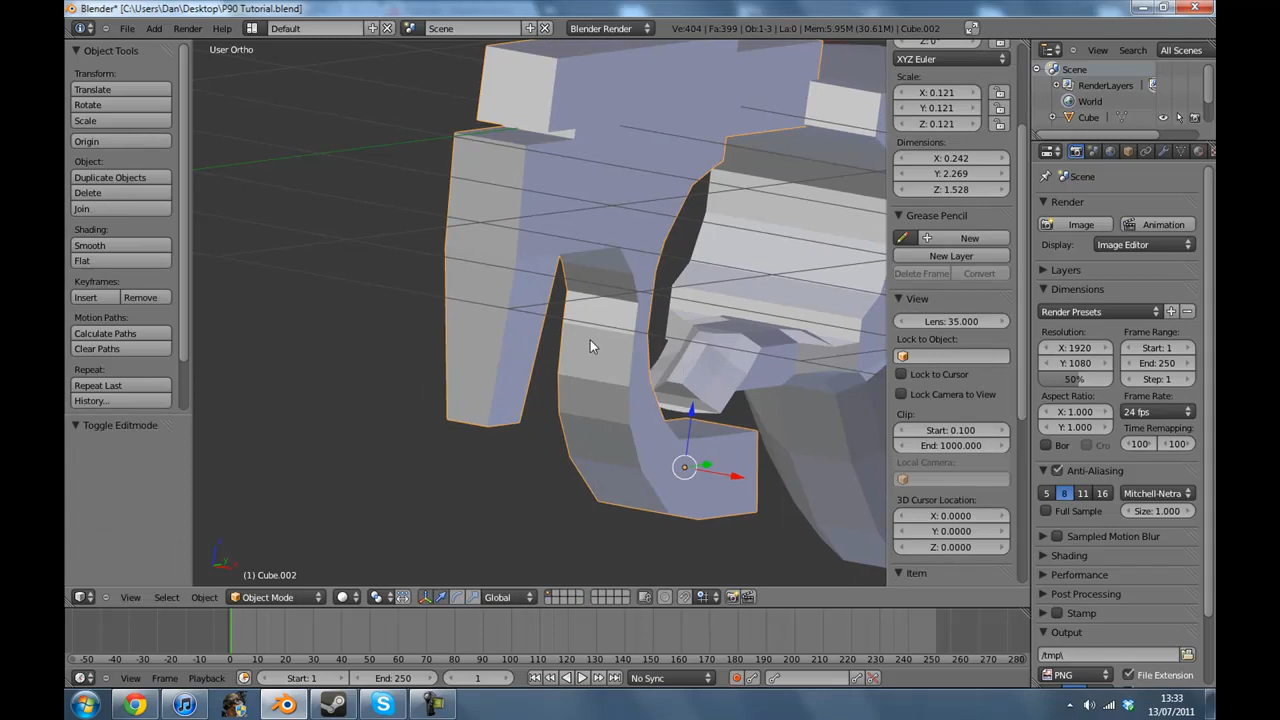 Blender* [C:\Users\Dan\Desktop\P90 Tutorial.blend]
File Add Render Help Default Scene Blender Render Ve:404 | Fa:399 | Ob:1-3 | La:0 | Mem:5.95M (30.61M) | Cube.002
Object Tools
Transform:
Translate
Rotate
Scale
Origin
Object:
Duplicate Objects
Delete
Join
Shading:
Smooth
Flat
Keyframes:
Insert Remove
Motion Paths:
Calculate Paths
Clear Paths
Repeat:
Repeat Last
History...
Toggle Editmode
User Ortho
(1) Cube.002
XYZ Euler
Scale:
X: 0.121
Y: 0.121
Z: 0.121
Dimensions:
X: 0.242
Y: 2.269
Z: 1.528
Grease Pencil
New
New Layer
Delete Frame Convert
View
Lens: 35.000
Lock to Object:
Lock to Cursor
Lock Camera to View
Clip:
Start: 0.100
End: 1000.000
Local Camera:
3D Cursor Location:
X: 0.0000
Y: 0.0000
Z: 0.0000
Item
View Search All Scenes
Scene
RenderLayers
World
Cube
Scene
Render
Image Animation
Display: Image Editor
Layers
Dimensions
Render Presets
Resolution: Frame Range:
X: 1920 Start: 1
Y: 1080 End: 250
50% Step: 1
Aspect Ratio: Frame Rate:
X: 1.000 24 fps
Y: 1.000 Time Remapping:
Bor Cro 100 100
Anti-Aliasing
5 8 11 16 Mitchell-Netra
Full Sample Size: 1.000
Sampled Motion Blur
Shading
Performance
Post Processing
Stamp
Output
/tmp\
PNG File Extension
View Select Object Object Mode Global
-50 -40 -30 -20 -10 0 10 20 30 40 50 60 70 80 90 100 110 120 130 140 150 160 170 180 190 200 210 220 230 240 250 260 270 280
View Frame Playback Start: 1 End: 250 1 No Sync
13:33
13/07/2011